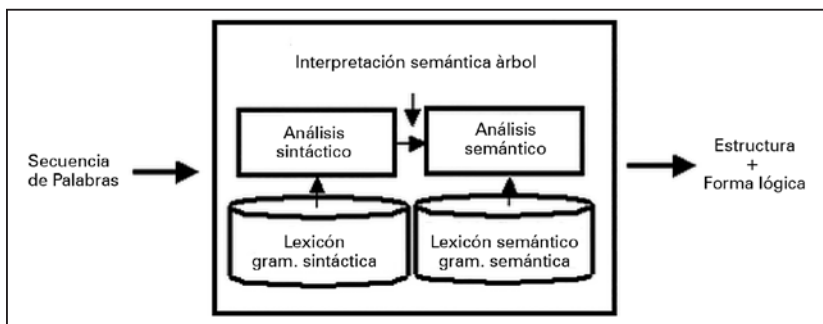 Interpretación semántica àrbol
Análisis
sintáctico
Análisis
semántico
Secuencia
de Palabras
Estructura
+
Forma lógica
Lexicón
gram. sintáctica
Lexicón semántico
gram. semántica